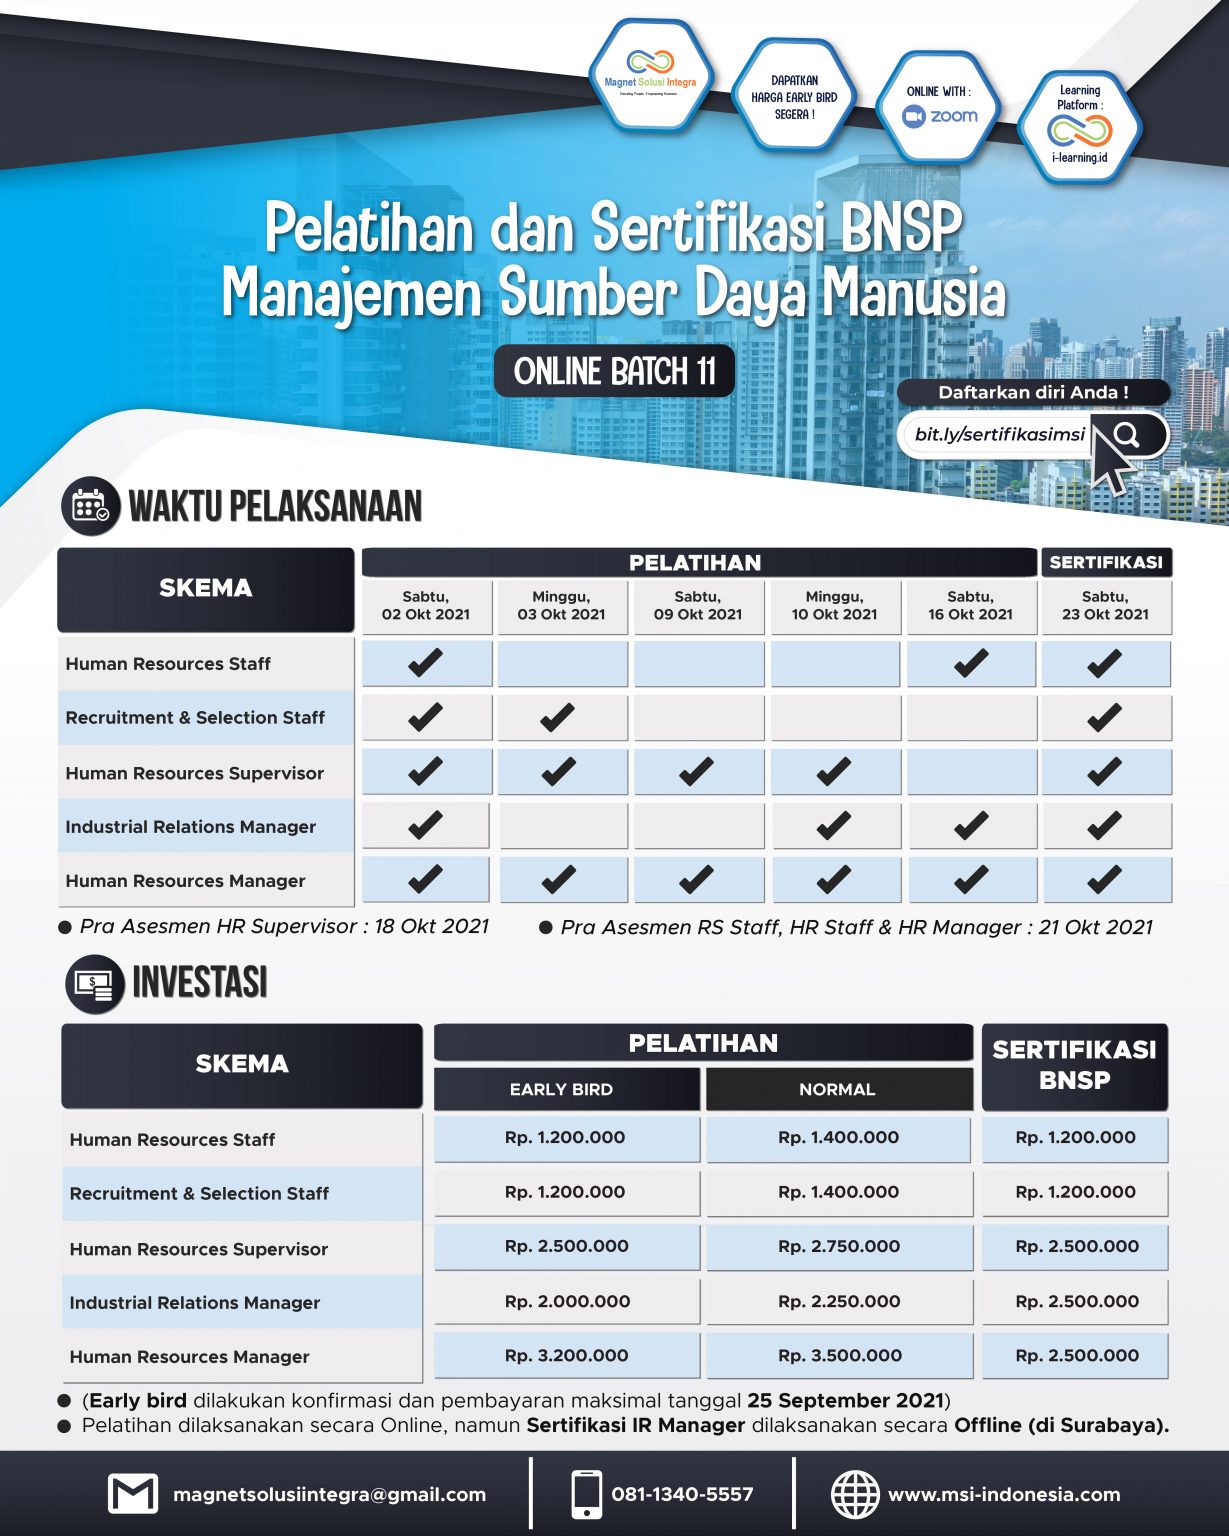 Magnet Solusi Integra
DAPATKAN
HARGA EARLY BIRD
SEGERA !
ONLINE WITH :
zoom
Learning
Platform :
i-learning.id
Pelatihan dan Sertifikasi BNSP
Manajemen Sumber Daya Manusia
ONLINE BATCH 11
Daftarkan diri Anda !
bit.ly/sertifikasimsi
WAKTU PELAKSANAAN
SKEMA
PELATIHAN
SERTIFIKASI
Sabtu,
02 Okt 2021
Minggu,
03 Okt 2021
Sabtu,
09 Okt 2021
Minggu,
10 Okt 2021
Sabtu,
16 Okt 2021
Sabtu,
23 Okt 2021
Human Resources Staff
Recruitment & Selection Staff
Human Resources Supervisor
Industrial Relations Manager
Human Resources Manager
Pra Asesmen HR Supervisor : 18 Okt 2021
Pra Asesmen RS Staff, HR Staff & HR Manager : 21 Okt 2021
$
INVESTASI
SKEMA
PELATIHAN
SERTIFIKASI
BNSP
EARLY BIRD
NORMAL
Human Resources Staff Rp. 1.200.000 Rp. 1.400.000 Rp. 1.200.000
Recruitment & Selection Staff Rp. 1.200.000 Rp. 1.400.000 Rp. 1.200.000
Human Resources Supervisor Rp. 2.500.000 Rp. 2.750.000 Rp. 2.500.000
Industrial Relations Manager Rp. 2.000.000 Rp. 2.250.000 Rp. 2.500.000
Human Resources Manager Rp. 3.200.000 Rp. 3.500.000 Rp. 2.500.000
(Early bird dilakukan konfirmasi dan pembayaran maksimal tanggal 25 September 2021)
Pelatihan dilaksanakan secara Online, namun Sertifikasi IR Manager dilaksanakan secara Offline (di Surabaya).
magnetsolusiintegra@gmail.com
081-1340-5557
www.msi-indonesia.com